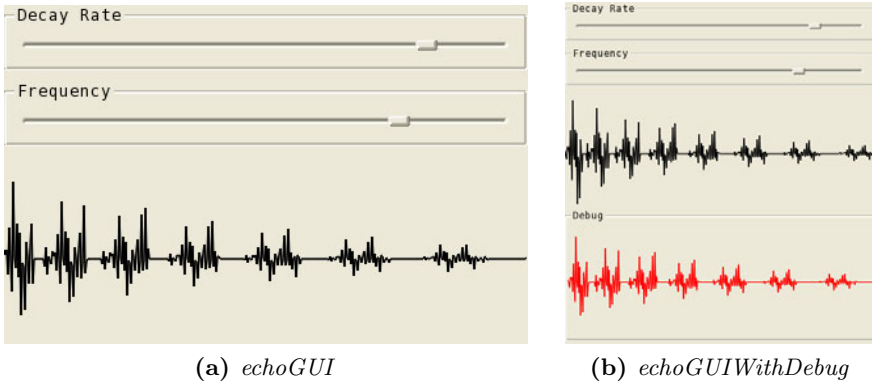 Decay Rate
Frequency
(a) echoGUI
Decay Rate
Frequency
Debug
(b) echoGUIWithDebug